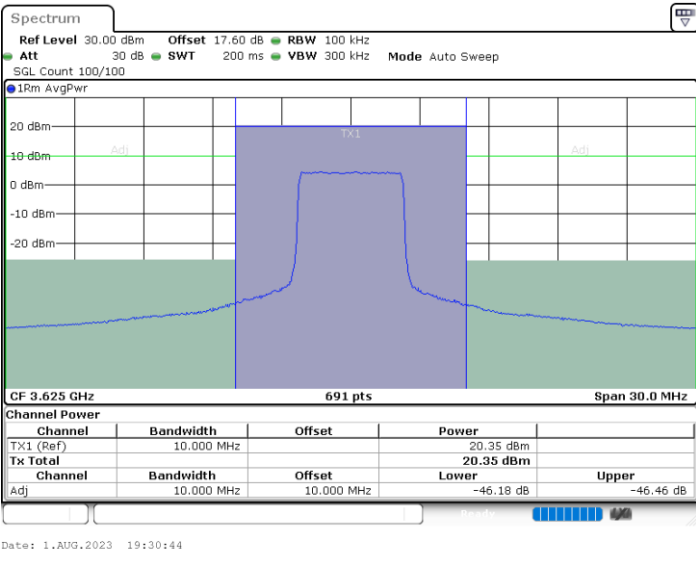 Spectrum
Ref Level 30.00 dBm Offset 17.60 dB RBW 100 kHz
Att 30 dB SWT 200 ms VBW 300 kHz Mode Auto Sweep
SGL Count 100/100
1Rm AvgPwr
20 dBm
TX1
Adj Adj
10 dBm
0 dBm
-10 dBm
-20 dBm
CF 3.625 GHz 691 pts Span 30.0 MHz
Channel Power
Channel Bandwidth Offset Power
TX1 (Ref) 10.000 MHz 20.35 dBm
Tx Total 20.35 dBm
Channel Bandwidth Offset Lower Upper
Adj 10.000 MHz 10.000 MHz -46.18 dB -46.46 dB
Ready
Date: 1.AUG.2023 19:30:44